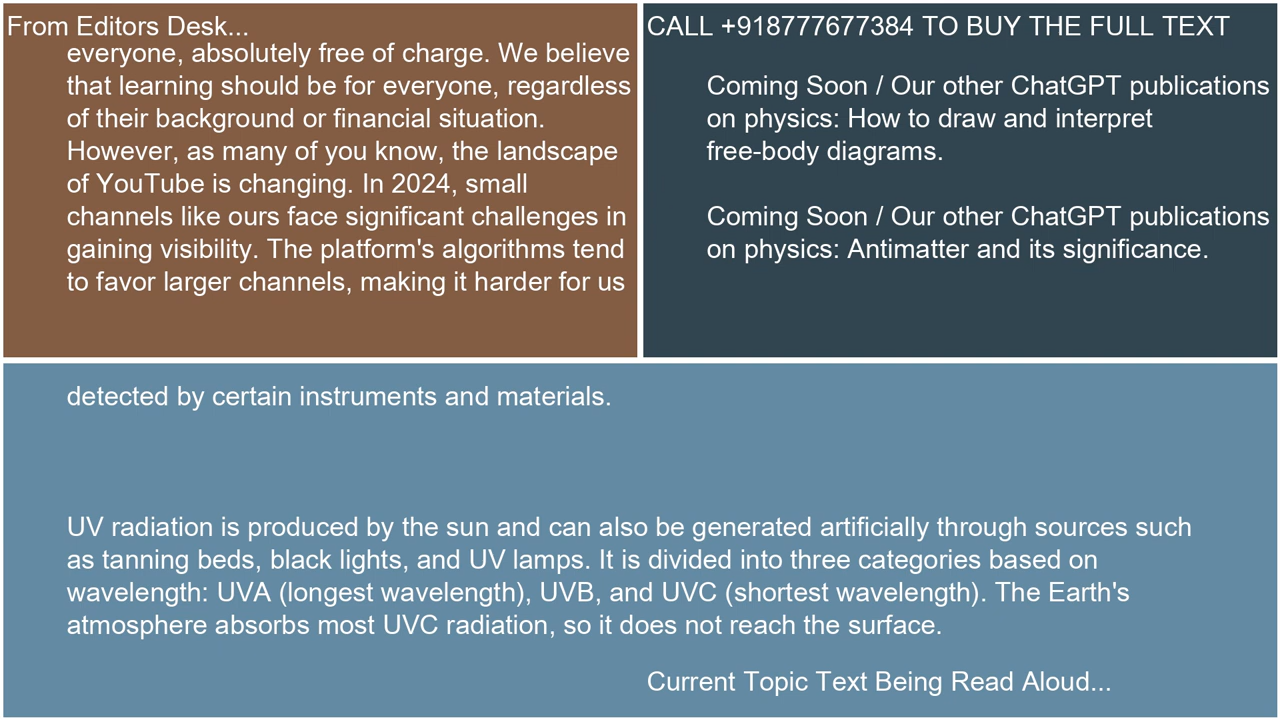 From Editors Desk...
everyone, absolutely free of charge. We believe
that learning should be for everyone, regardless
of their background or financial situation.
However, as many of you know, the landscape
of YouTube is changing. In 2024, small
channels like ours face significant challenges in
gaining visibility. The platform's algorithms tend
to favor larger channels, making it harder for us
CALL +918777677384 TO BUY THE FULL TEXT
Coming Soon / Our other ChatGPT publications
on physics: How to draw and interpret
free-body diagrams.
Coming Soon / Our other ChatGPT publications
on physics: Antimatter and its significance.
detected by certain instruments and materials.
UV radiation is produced by the sun and can also be generated artificially through sources such
as tanning beds, black lights, and UV lamps. It is divided into three categories based on
wavelength: UVA (longest wavelength), UVB, and UVC (shortest wavelength). The Earth's
atmosphere absorbs most UVC radiation, so it does not reach the surface.
Current Topic Text Being Read Aloud...